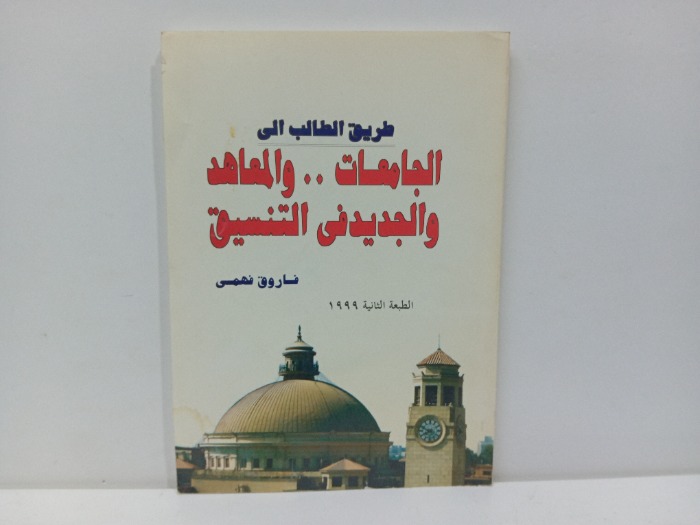 طريق الطالب الى
الجامعات .. والمعاهد
والجديد فى التنسيق
فاروق فهمى
الطبعة الثانية ١٩٩٩